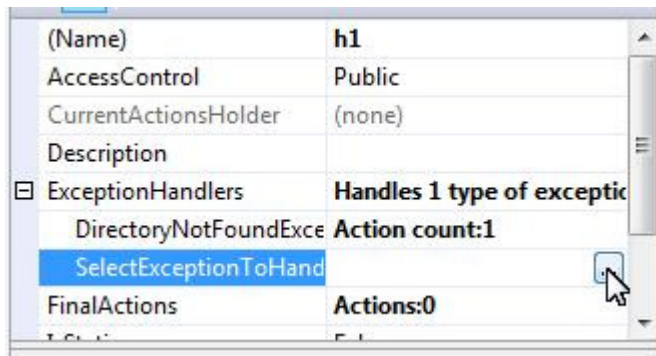 (Name) h1
AccessControl Public
CurrentActionsHolder (none)
Description
ExceptionHandlers Handles 1 type of exceptic
DirectoryNotFoundExce Action count:1
SelectExceptionToHand ...
FinalActions Actions:0